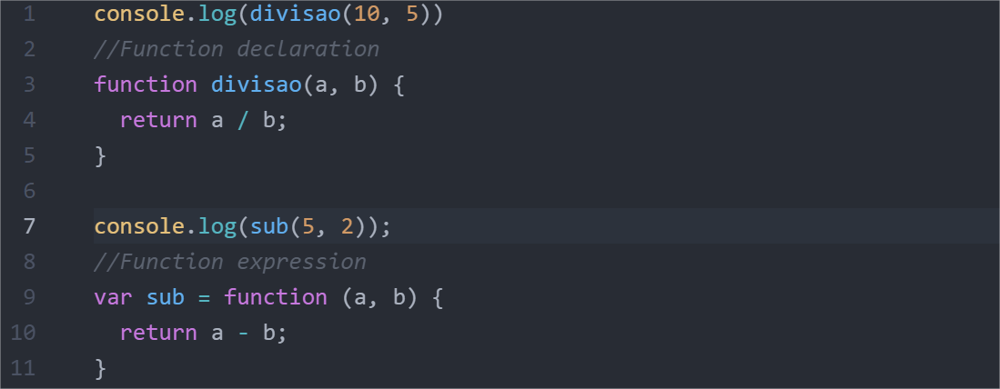 1 console.log(divisao(10, 5))
2 //Function declaration
3 function divisao(a, b) {
4   return a / b;
5 }
6
7 console.log(sub(5, 2));
8 //Function expression
9 var sub = function (a, b) {
10   return a - b;
11 }